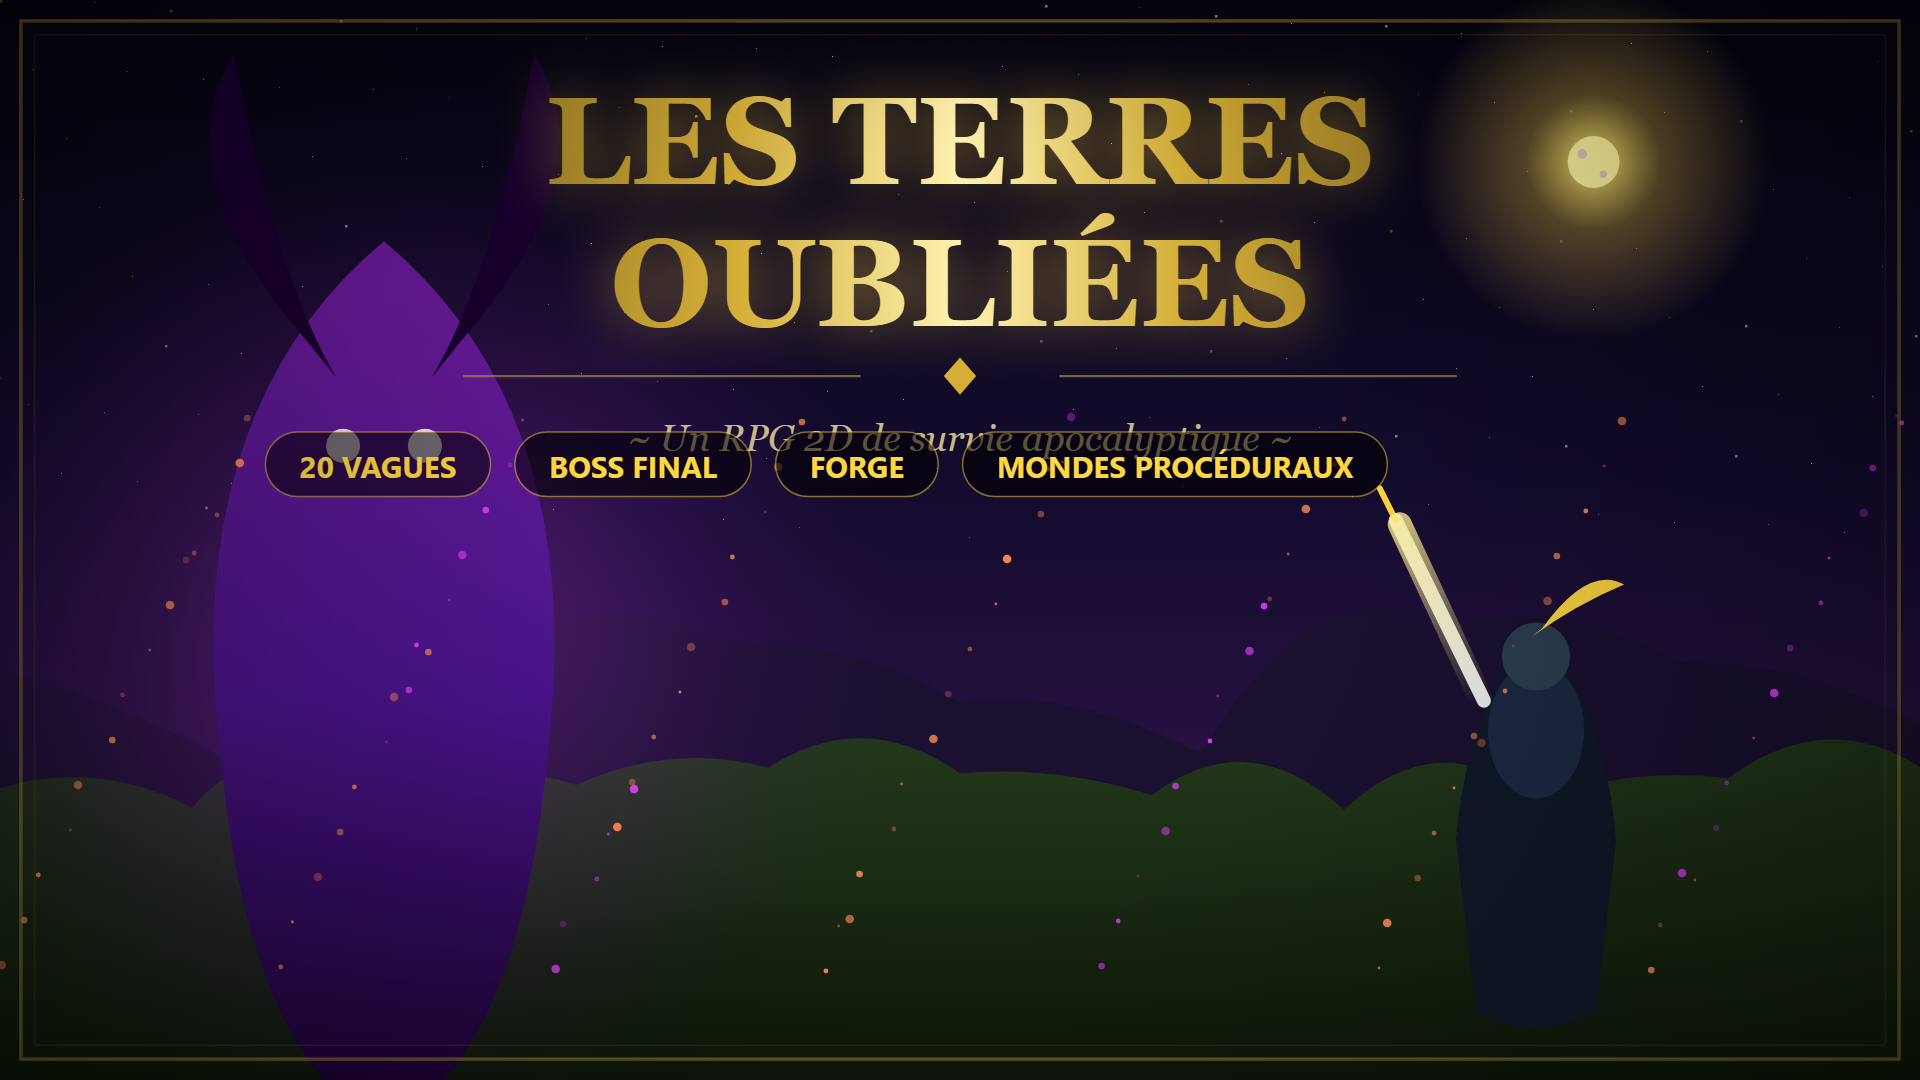 LES TERRES
OUBLIÉES
~ Un RPG 2D de survie apocalyptique ~
20 VAGUES BOSS FINAL FORGE MONDES PROCÉDURAUX